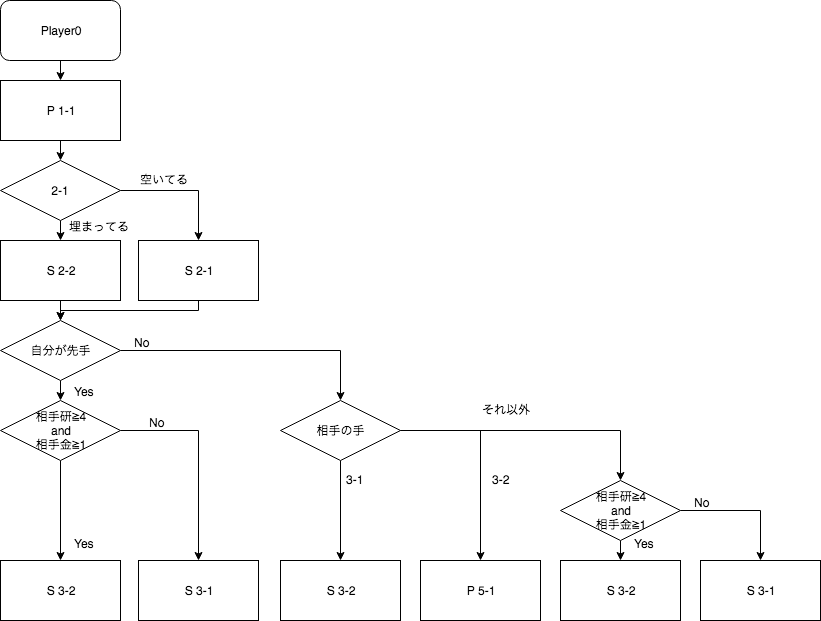 Player0
P 1-1
2-1
空いてる
埋まってる
S 2-2
S 2-1
自分が先手
No
Yes
相手研≧4
and
相手金≧1
No
Yes
相手の手
3-1
3-2
それ以外
相手研≧4
and
相手金≧1
No
Yes
S 3-2
S 3-1
S 3-2
P 5-1
S 3-2
S 3-1